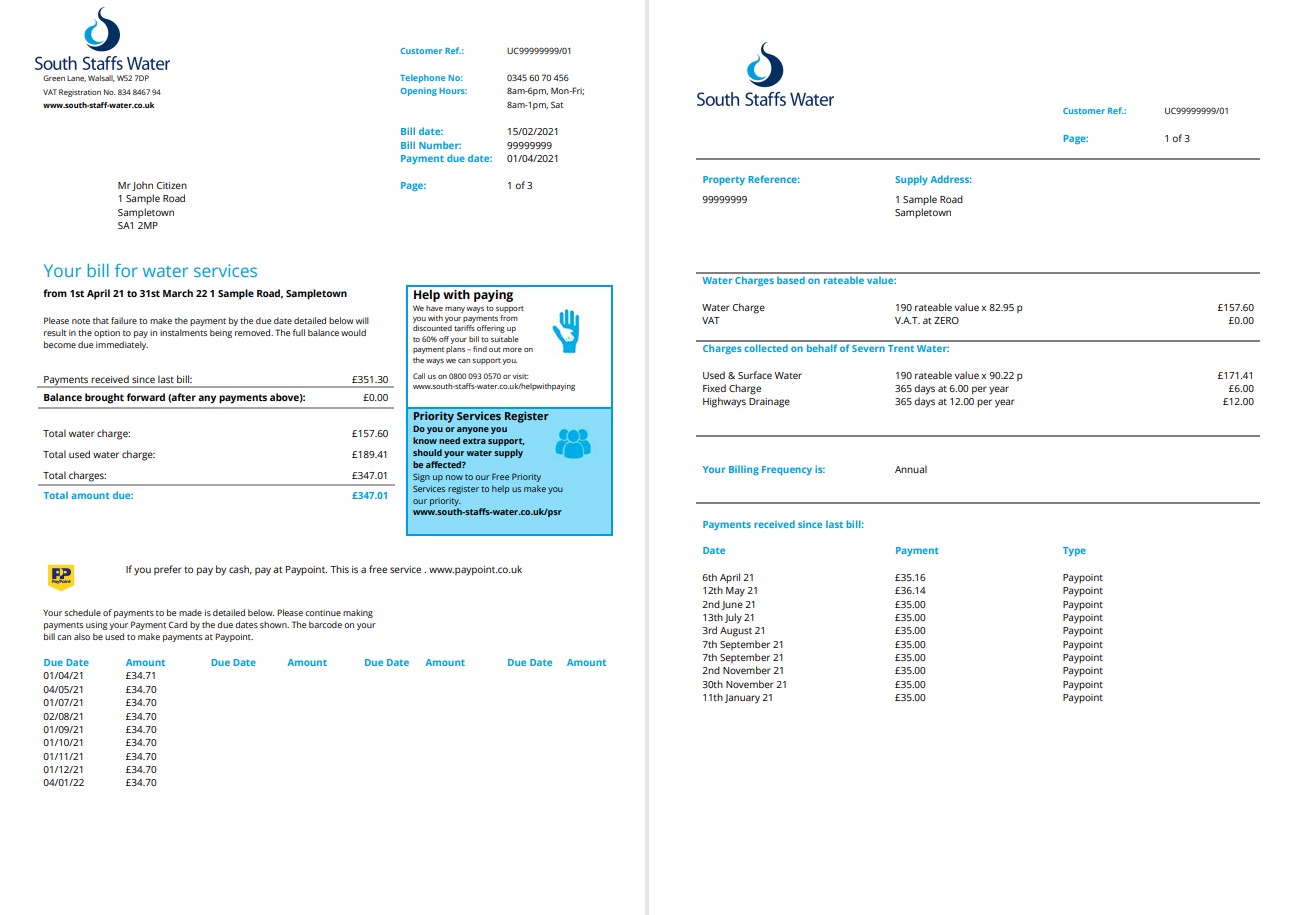 South Staffs Water
Green Lane, Walsall, WS2 7DP
VAT Registration No. 834 8467 94
www.south-staff-water.co.uk
Customer Ref.: UC99999999/01
Telephone No: 0345 60 70 456
Opening Hours: 8am-6pm, Mon-Fri;
8am-1pm, Sat
Bill date: 15/02/2021
Bill Number: 99999999
Payment due date: 01/04/2021
Page: 1 of 3
Mr John Citizen
1 Sample Road
Sampletown
SA1 2MP
Your bill for water services
from 1st April 21 to 31st March 22 1 Sample Road, Sampletown
Please note that failure to make the payment by the due date detailed below will
result in the option to pay in instalments being removed. The full balance would
become due immediately.
Payments received since last bill: £351.30
Balance brought forward (after any payments above): £0.00
Total water charge: £157.60
Total used water charge: £189.41
Total charges: £347.01
Total amount due: £347.01
Help with paying
We have many ways to support
you with your payments from
discounted tariffs offering up
to 60% off your bill to suitable
payment plans – find out more on
the ways we can support you.
Call us on 0800 093 0570 or visit:
www.south-staffs-water.co.uk/helpwithpaying
Priority Services Register
Do you or anyone you
know need extra support,
should your water supply
be affected?
Sign up now to our Free Priority
Services register to help us make you
our priority.
www.south-staffs-water.co.uk/psr
PP
PayPoint
If you prefer to pay by cash, pay at Paypoint. This is a free service . www.paypoint.co.uk
Your schedule of payments to be made is detailed below. Please continue making
payments using your Payment Card by the due dates shown. The barcode on your
bill can also be used to make payments at Paypoint.
Due Date Amount Due Date Amount Due Date Amount Due Date Amount
01/04/21 £34.71
04/05/21 £34.70
01/07/21 £34.70
02/08/21 £34.70
01/09/21 £34.70
01/10/21 £34.70
01/11/21 £34.70
01/12/21 £34.70
04/01/22 £34.70
South Staffs Water
Customer Ref.: UC99999999/01
Page: 1 of 3
Property Reference: Supply Address:
99999999 1 Sample Road
Sampletown
Water Charges based on rateable value:
Water Charge 190 rateable value x 82.95 p £157.60
VAT V.A.T. at ZERO £0.00
Charges collected on behalf of Severn Trent Water:
Used & Surface Water 190 rateable value x 90.22 p £171.41
Fixed Charge 365 days at 6.00 per year £6.00
Highways Drainage 365 days at 12.00 per year £12.00
Your Billing Frequency is: Annual
Payments received since last bill:
Date Payment Type
6th April 21 £35.16 Paypoint
12th May 21 £36.14 Paypoint
2nd June 21 £35.00 Paypoint
13th July 21 £35.00 Paypoint
3rd August 21 £35.00 Paypoint
7th September 21 £35.00 Paypoint
7th September 21 £35.00 Paypoint
2nd November 21 £35.00 Paypoint
30th November 21 £35.00 Paypoint
11th January 21 £35.00 Paypoint